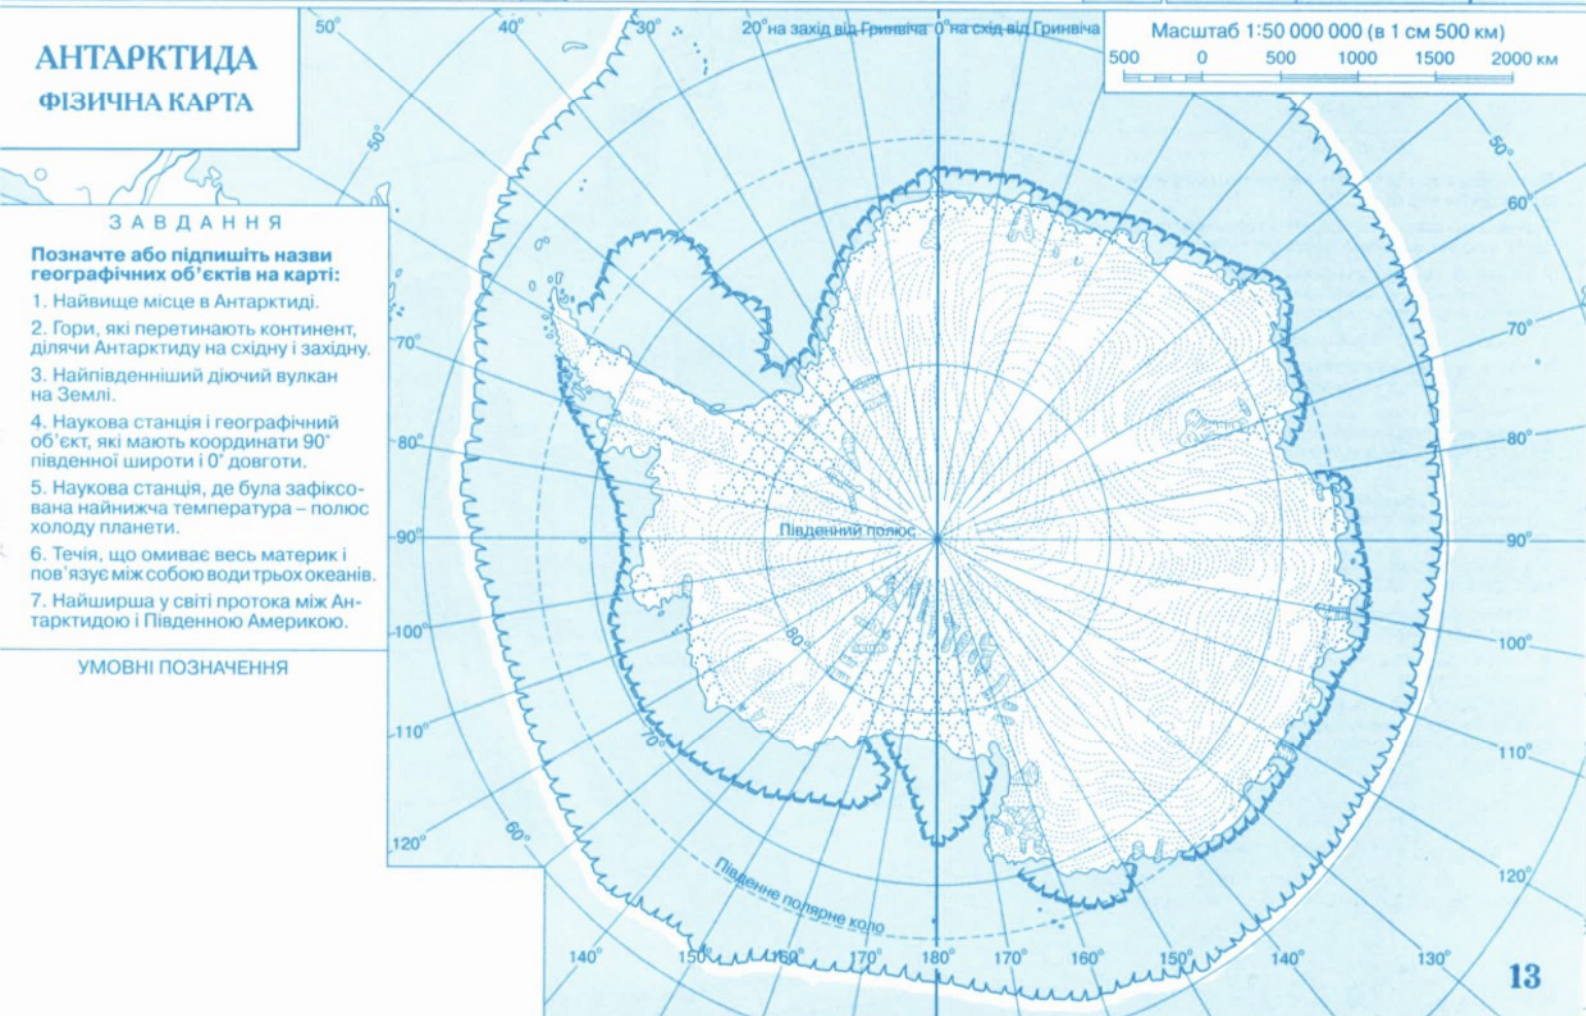 АНТАРКТИДА
ФІЗИЧНА КАРТА
50°
40°
30°
20° на захід від Гринвіча 0° на схід від Гринвіча
Масштаб 1:50 000 000 (в 1 см 500 км)
500 0 500 1000 1500 2000 км
50°
50°
60°
70°
80°
90°
100°
110°
120°
130°
140°
150°
160°
170°
180°
170°
160°
150°
140°
120°
110°
100°
90°
80°
70°
ЗАВДАННЯ
Позначте або підпишіть назви
географічних об’єктів на карті:
1. Найвище місце в Антарктиді.
2. Гори, які перетинають континент,
ділячи Антарктиду на східну і західну.
3. Найпівденніший діючий вулкан
на Землі.
4. Наукова станція і географічний
об’єкт, які мають координати 90°
південної широти і 0° довготи.
5. Наукова станція, де була зафіксо-
вана найнижча температура – полюс
холоду планети.
6. Течія, що омиває весь материк і
пов’язує між собою води трьох океанів.
7. Найширша у світі протока між Ан-
тарктидою і Південною Америкою.
УМОВНІ ПОЗНАЧЕННЯ
Південний полюс
80°
70°
60°
Південне полярне коло
13